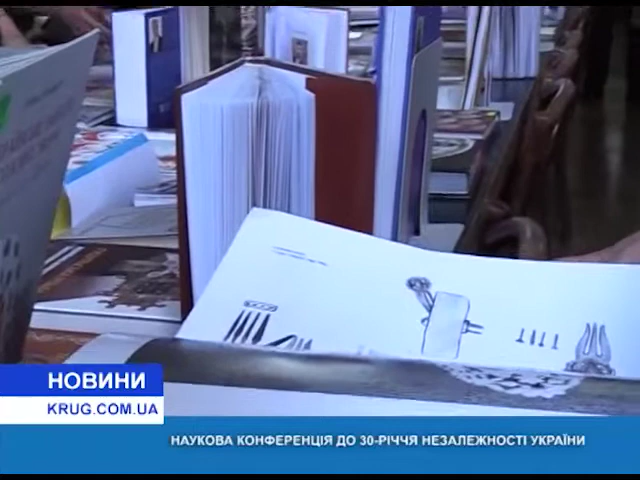 НОВИНИ
KRUG.COM.UA
НАУКОВА КОНФЕРЕНЦІЯ ДО 30-РІЧЧЯ НЕЗАЛЕЖНОСТІ УКРАЇНИ